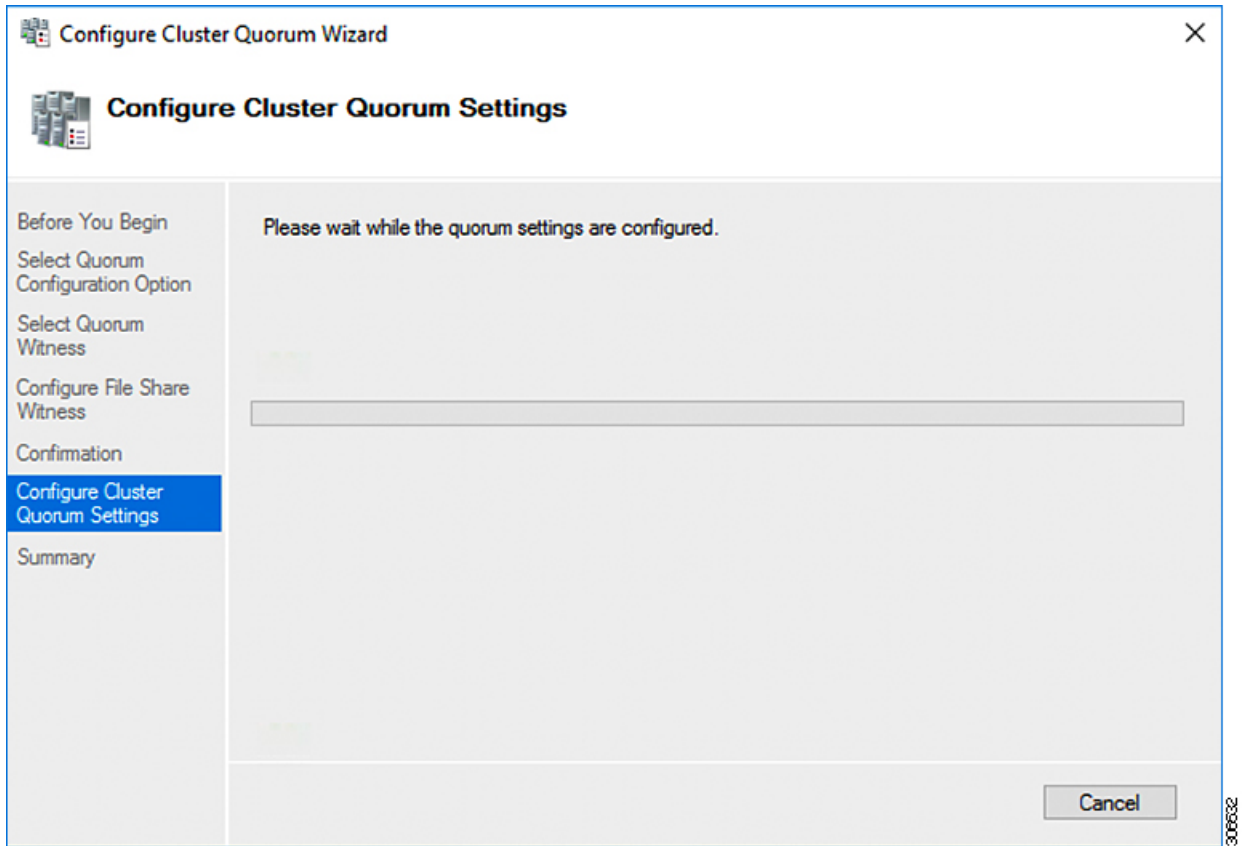 Configure Cluster Quorum Wizard
Configure Cluster Quorum Settings
Before You Begin
Select Quorum
Configuration Option
Select Quorum
Witness
Configure File Share
Witness
Confirmation
Configure Cluster
Quorum Settings
Summary
Please wait while the quorum settings are configured.
Cancel
306632